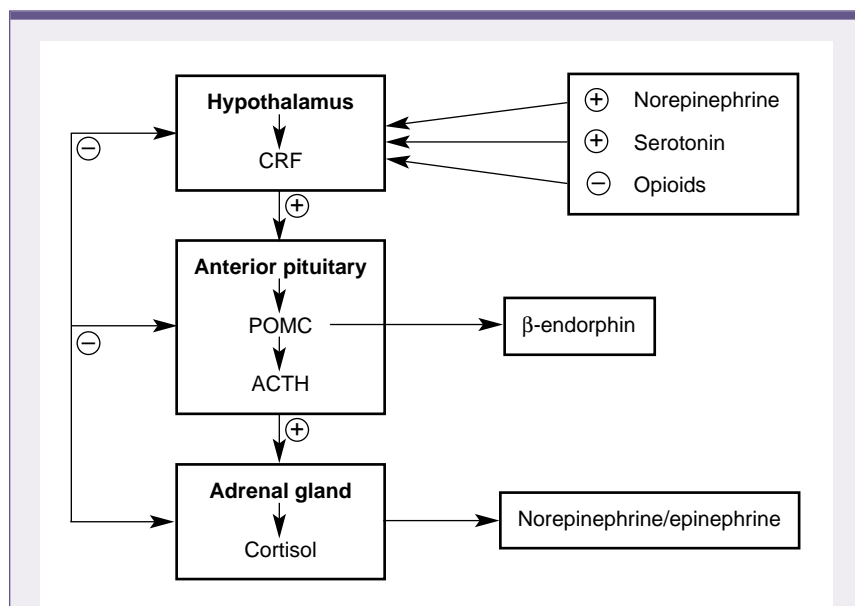 Hypothalamus
CRF
⊕ Norepinephrine
⊕ Serotonin
⊖ Opioids
⊖
⊕
Anterior pituitary
POMC
ACTH
β-endorphin
⊖
⊕
Adrenal gland
Cortisol
Norepinephrine/epinephrine